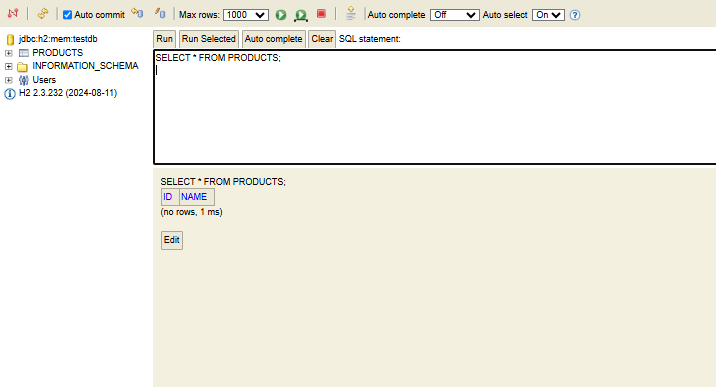 Auto commit Max rows: 1000 Auto complete Off Auto select On ?
jdbc:h2:mem:testdb
PRODUCTS
INFORMATION_SCHEMA
Users
H2 2.3.232 (2024-08-11)
Run Run Selected Auto complete Clear SQL statement:
SELECT * FROM PRODUCTS;
SELECT * FROM PRODUCTS;
ID NAME
(no rows, 1 ms)
Edit